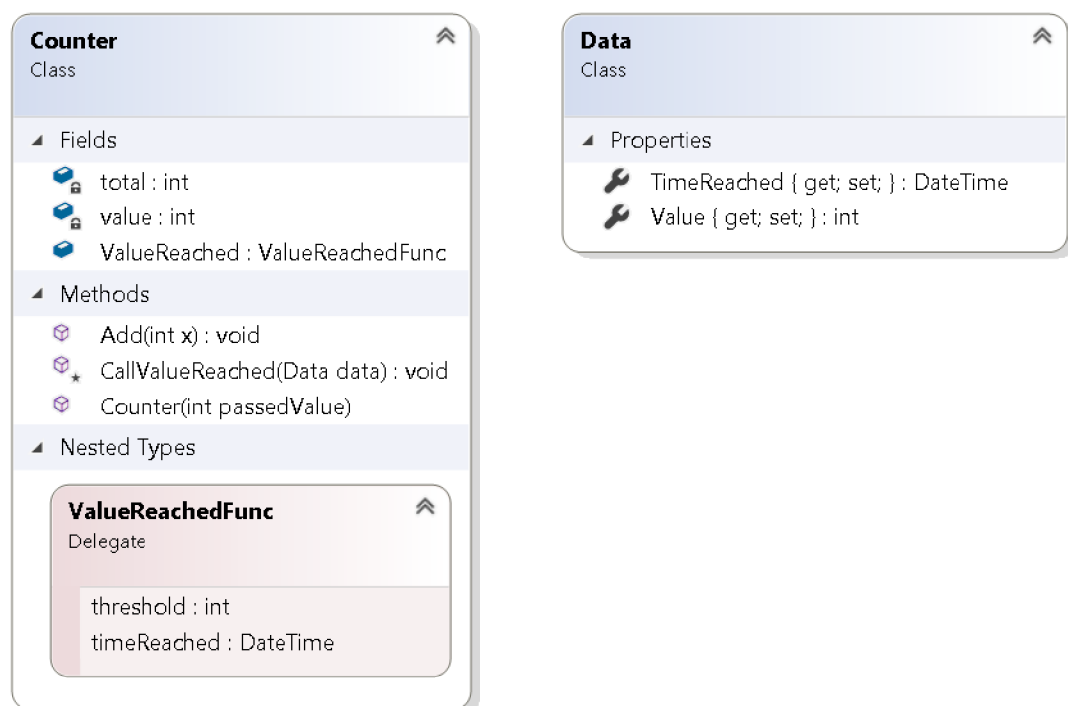 Counter
Class
Fields
total : int
value : int
ValueReached : ValueReachedFunc
Methods
Add(int x) : void
CallValueReached(Data data) : void
Counter(int passedValue)
Nested Types
ValueReachedFunc
Delegate
threshold : int
timeReached : DateTime
Data
Class
Properties
TimeReached { get; set; } : DateTime
Value { get; set; } : int